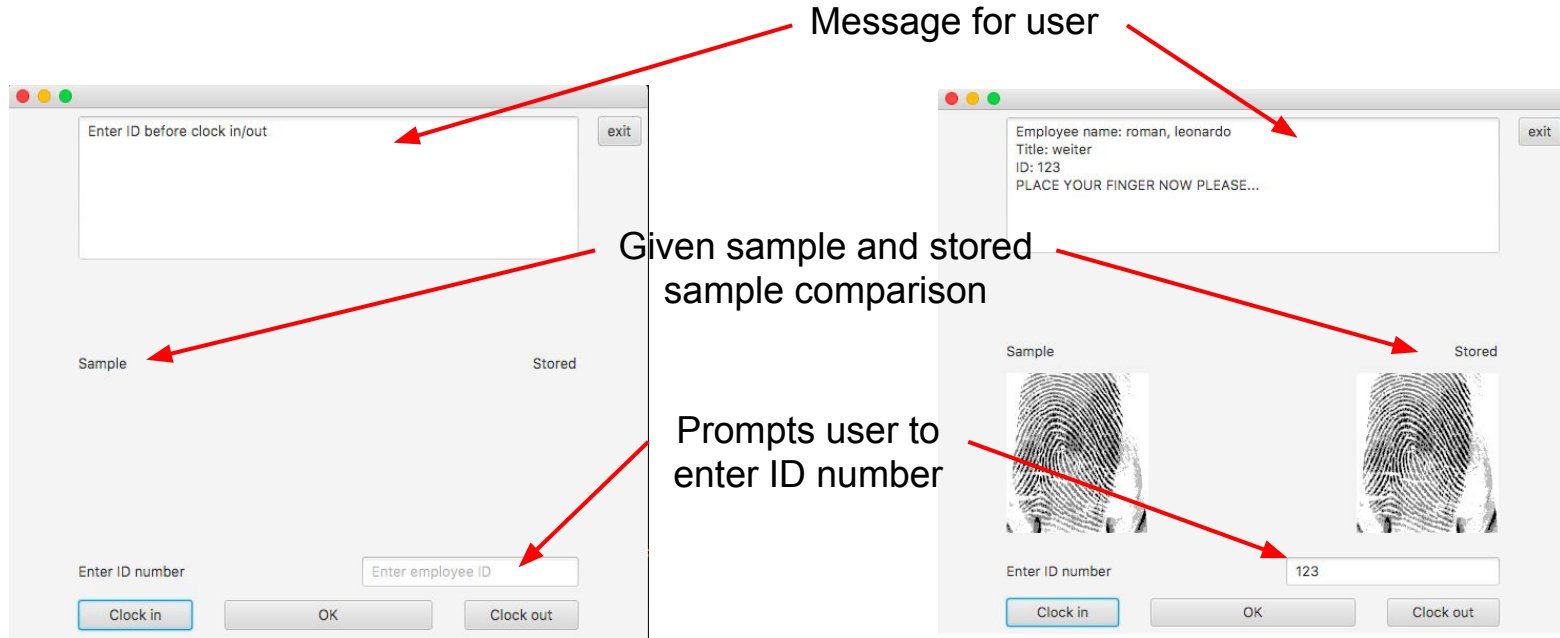 Message for user
Enter ID before clock in/out
exit
Employee name: roman, leonardo
Title: weiter
ID: 123
PLACE YOUR FINGER NOW PLEASE...
exit
Given sample and stored
sample comparison
Sample
Stored
Sample
Stored
Prompts user to
enter ID number
Enter ID number
Enter employee ID
Clock in
OK
Clock out
Enter ID number
123
Clock in
OK
Clock out